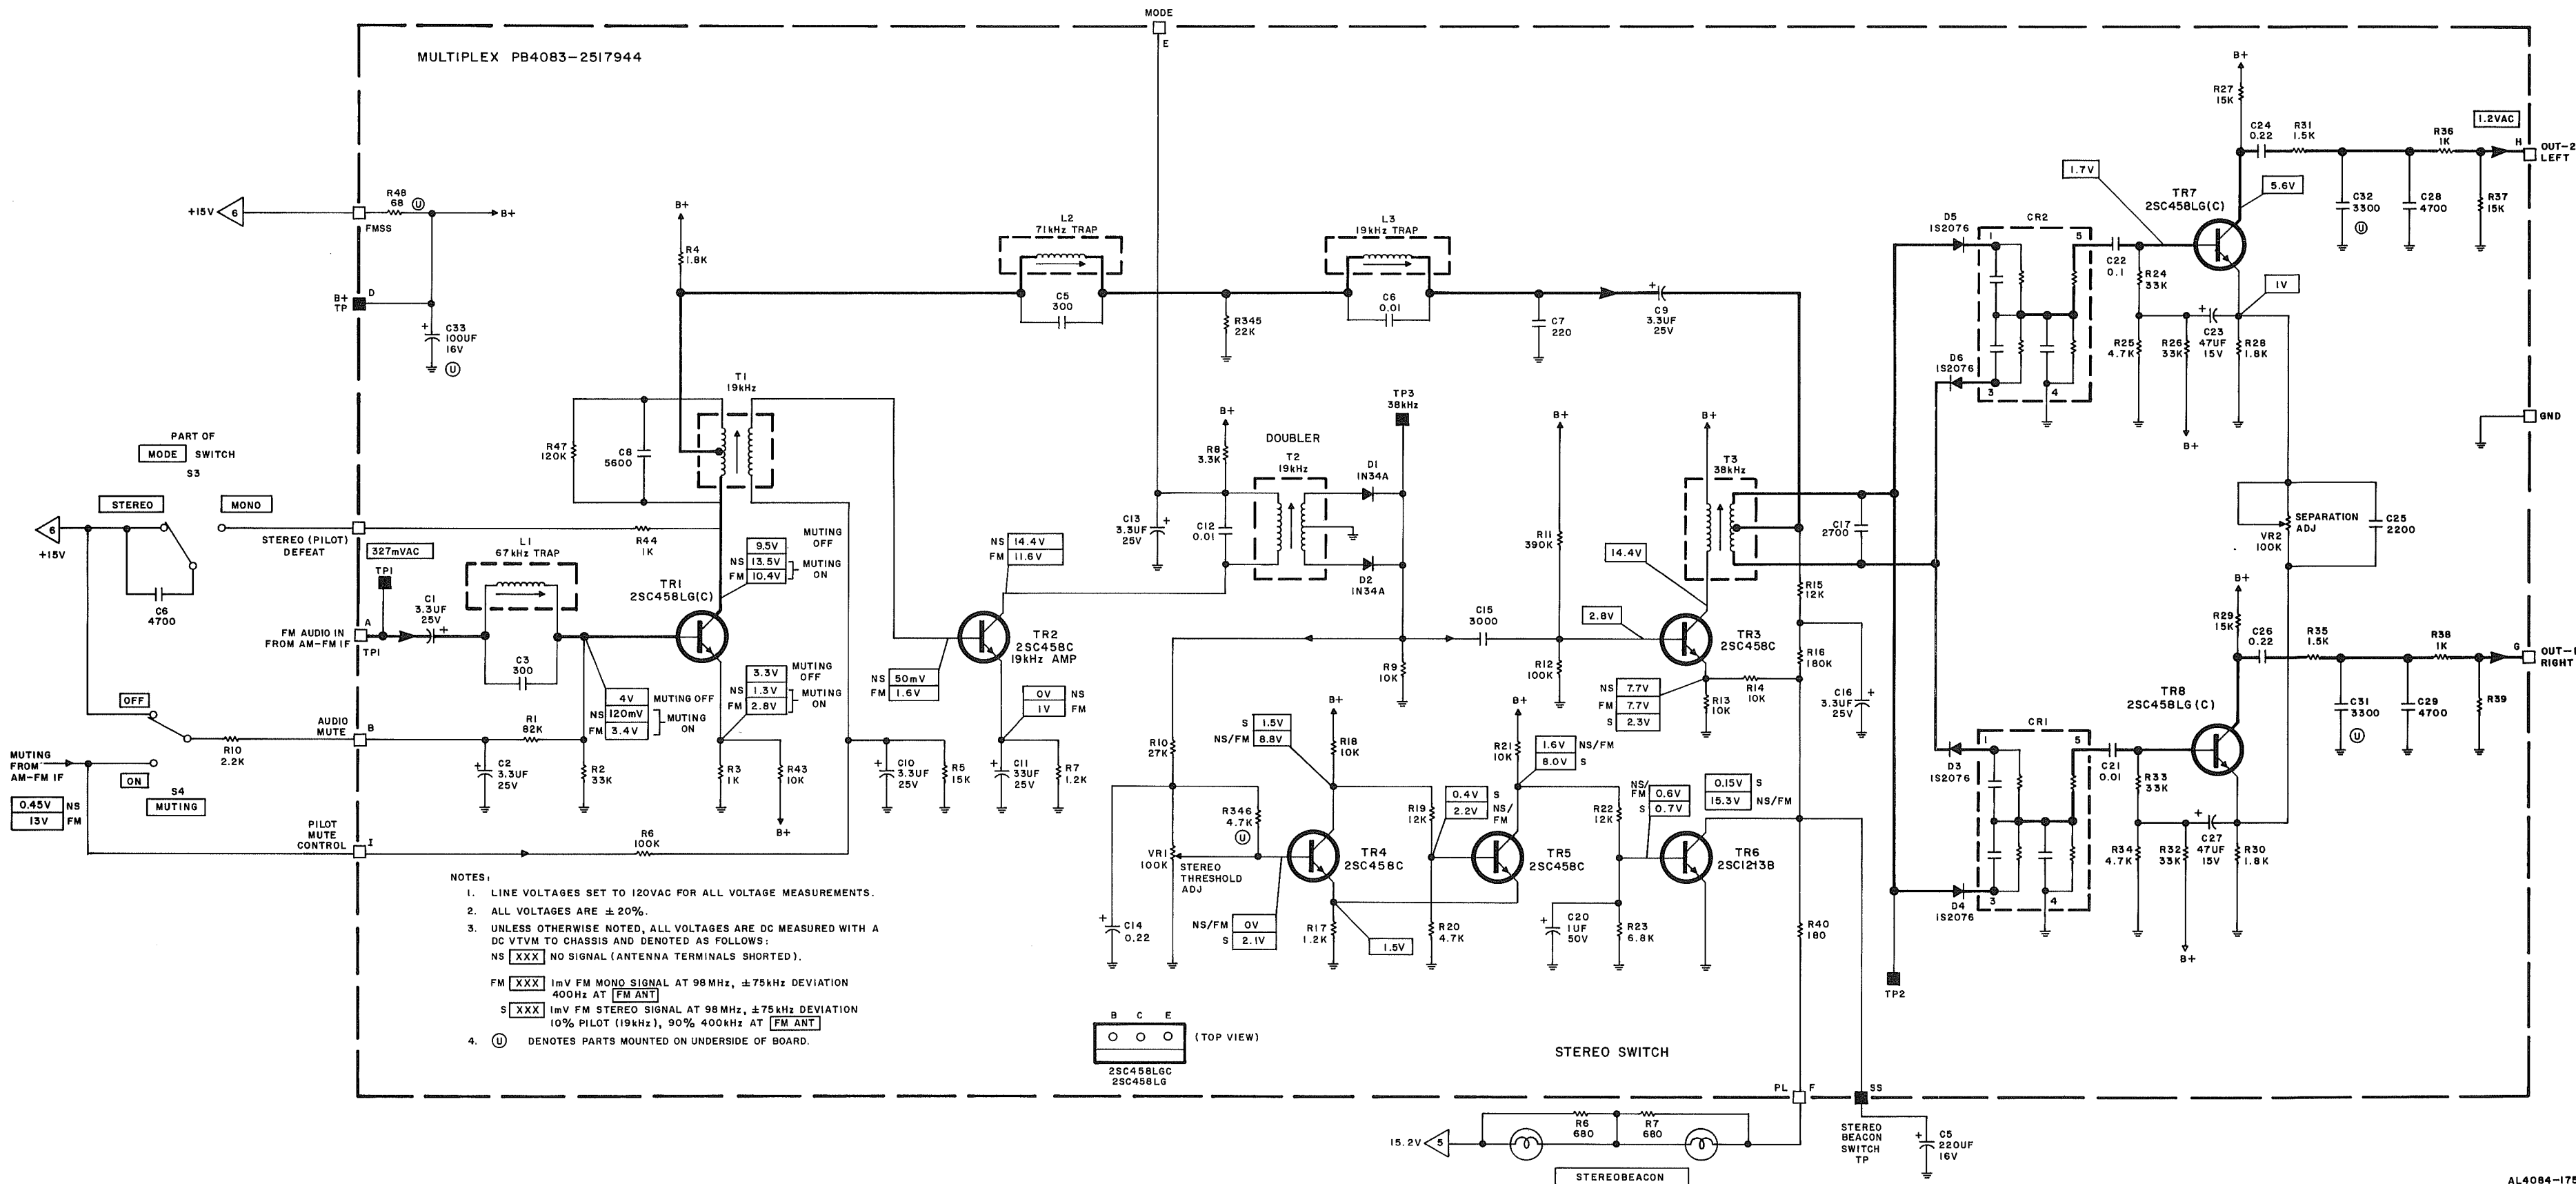 MODE
E
MULTIPLEX PB4083-2517944
+15V
6
R48
68
U
FMSS
B+
B+
TP
D
C33
100UF
16V
U
B+
R4
1.8K
L2
71kHz TRAP
C5
300
R345
22K
L3
19kHz TRAP
C6
0.01
C7
220
C9
3.3UF
25V
B+
R27
15K
C24
0.22
R31
1.5K
R36
1K
1.2VAC
H
OUT-2
LEFT
1.7V
TR7
2SC458LG(C)
5.6V
C32
3300
U
C28
4700
R37
15K
D5
1S2076
CR2
1
5
3
4
D6
1S2076
C22
0.1
R24
33K
1V
R25
4.7K
R26
33K
C23
47UF
15V
R28
1.8K
B+
GND
T1
19kHz
R47
120K
C8
5600
PART OF
MODE SWITCH
S3
STEREO
MONO
6
+15V
C6
4700
STEREO (PILOT)
DEFEAT
R44
1K
327mVAC
TP1
L1
67kHz TRAP
C1
3.3UF
25V
A
FM AUDIO IN
FROM AM-FM IF
TP1
C3
300
TR1
2SC458LG(C)
9.5V
MUTING
OFF
NS 13.5V
FM 10.4V
MUTING
ON
3.3V
MUTING
OFF
NS 1.3V
FM 2.8V
MUTING
ON
4V
MUTING OFF
NS 120mV
FM 3.4V
MUTING
ON
OFF
R10
2.2K
AUDIO
MUTE
B
R1
82K
C2
3.3UF
25V
R2
33K
R3
1K
R43
10K
B+
MUTING
FROM
AM-FM IF
ON
S4
MUTING
0.45V NS
13V FM
PILOT
MUTE
CONTROL
I
R6
100K
NS 50mV
FM 1.6V
TR2
2SC458C
19kHz AMP
0V NS
1V FM
C10
3.3UF
25V
R5
15K
C11
33UF
25V
R7
1.2K
NS 14.4V
FM 11.6V
C13
3.3UF
25V
B+
R8
3.3K
C12
0.01
DOUBLER
T2
19kHz
D1
1N34A
D2
1N34A
TP3
38kHz
B+
R11
390K
C15
3000
R9
10K
R12
100K
2.8V
14.4V
B+
T3
38kHz
TR3
2SC458C
NS 7.7V
FM 7.7V
S 2.3V
R13
10K
R14
10K
C17
2700
R15
12K
R16
180K
C16
3.3UF
25V
R10
27K
S 1.5V
NS/FM 8.8V
B+
R18
10K
B+
R21
10K
1.6V NS/FM
8.0V S
R346
4.7K
U
VR1
100K
STEREO
THRESHOLD
ADJ
C14
0.22
TR4
2SC458C
R19
12K
0.4V S
2.2V NS/
FM
TR5
2SC458C
R22
12K
NS/
FM 0.6V
S 0.7V
0.15V S
15.3V NS/FM
TR6
2SC1213B
NS/FM 0V
S 2.1V
R17
1.2K
1.5V
R20
4.7K
C20
1UF
50V
R23
6.8K
R40
180
VR2
100K
SEPARATION
ADJ
C25
2200
B+
R29
15K
C26
0.22
R35
1.5K
R38
1K
G
OUT-1
RIGHT
TR8
2SC458LG(C)
C31
3300
U
C29
4700
R39
D3
1S2076
CR1
1
5
3
4
D4
1S2076
C21
0.01
R33
33K
R34
4.7K
R32
33K
C27
47UF
15V
R30
1.8K
B+
TP2
NOTES:
1. LINE VOLTAGES SET TO 120VAC FOR ALL VOLTAGE MEASUREMENTS.
2. ALL VOLTAGES ARE ± 20%.
3. UNLESS OTHERWISE NOTED, ALL VOLTAGES ARE DC MEASURED WITH A
DC VTVM TO CHASSIS AND DENOTED AS FOLLOWS:
NS XXX NO SIGNAL (ANTENNA TERMINALS SHORTED).
FM XXX 1mV FM MONO SIGNAL AT 98MHz, ±75kHz DEVIATION
400Hz AT FM ANT
S XXX 1mV FM STEREO SIGNAL AT 98MHz, ±75kHz DEVIATION
10% PILOT (19kHz), 90% 400kHz AT FM ANT
4. U DENOTES PARTS MOUNTED ON UNDERSIDE OF BOARD.
B C E
(TOP VIEW)
2SC458LGC
2SC458LG
STEREO SWITCH
PL F
SS
15.2V
5
R6
680
R7
680
STEREOBEACON
STEREO
BEACON
SWITCH
TP
C5
220UF
16V
AL4084-175